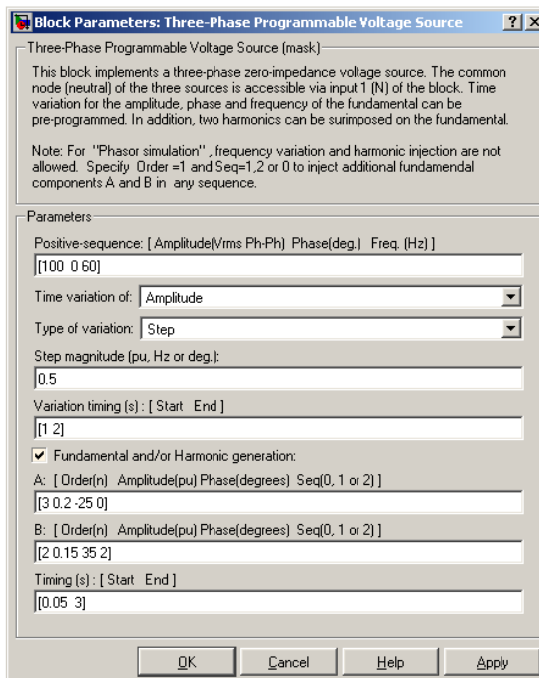 Block Parameters: Three-Phase Programmable Voltage Source
Three-Phase Programmable Voltage Source (mask)
This block implements a three-phase zero-impedance voltage source. The common
node (neutral) of the three sources is accessible via input 1 (N) of the block. Time
variation for the amplitude, phase and frequency of the fundamental can be
pre-programmed. In addition, two harmonics can be surimposed on the fundamental.
Note: For "Phasor simulation", frequency variation and harmonic injection are not
allowed. Specify Order =1 and Seq=1,2 or 0 to inject additional fundamendal
components A and B in any sequence.
Parameters
Positive-sequence: [ Amplitude(Vrms Ph-Ph) Phase(deg.) Freq. (Hz) ]
[100 0 60]
Time variation of: Amplitude
Type of variation: Step
Step magnitude (pu, Hz or deg.):
0.5
Variation timing (s) : [ Start End ]
[1 2]
Fundamental and/or Harmonic generation:
A: [ Order(n) Amplitude(pu) Phase(degrees) Seq(0, 1 or 2) ]
[3 0.2 -25 0]
B: [ Order(n) Amplitude(pu) Phase(degrees) Seq(0, 1 or 2) ]
[2 0.15 35 2]
Timing (s) : [ Start End ]
[0.05 3]
OK Cancel Help Apply